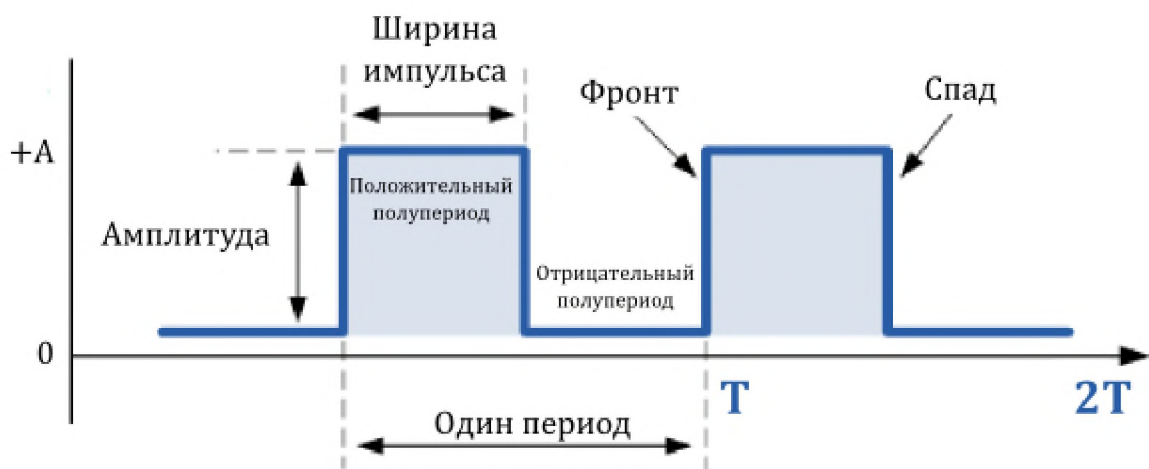 Ширина
импульса
Фронт
Спад
+А
Положительный
полупериод
Амплитуда
Отрицательный
полупериод
0
T
2T
Один период